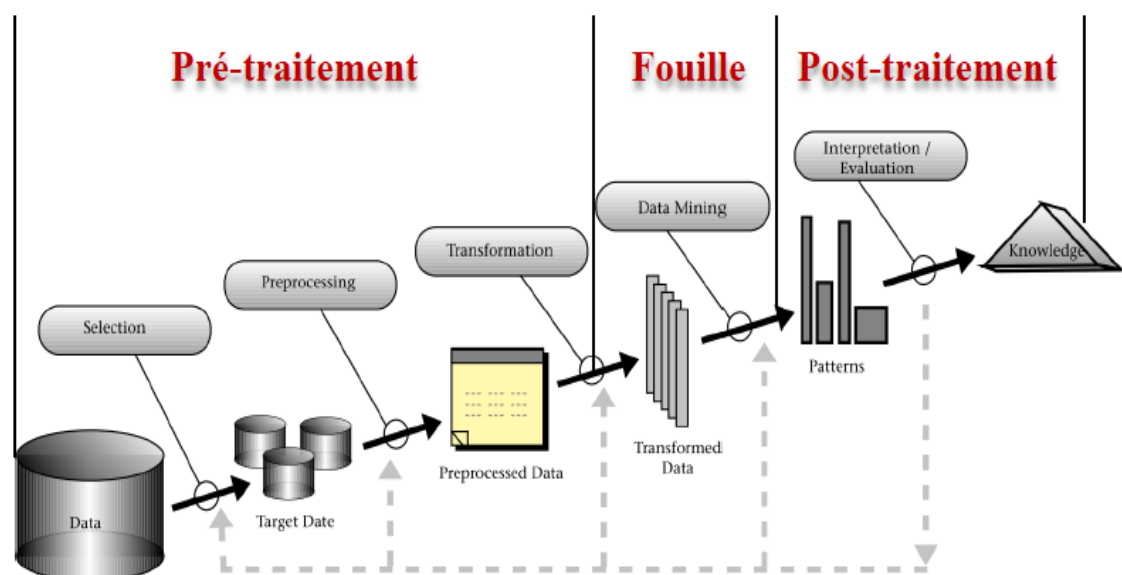 Pré-traitement
Fouille
Post-traitement
Interpretation /
Evaluation
Data Mining
Transformation
Preprocessing
Selection
Knowledge
Patterns
Transformed
Data
Preprocessed Data
Target Date
Data